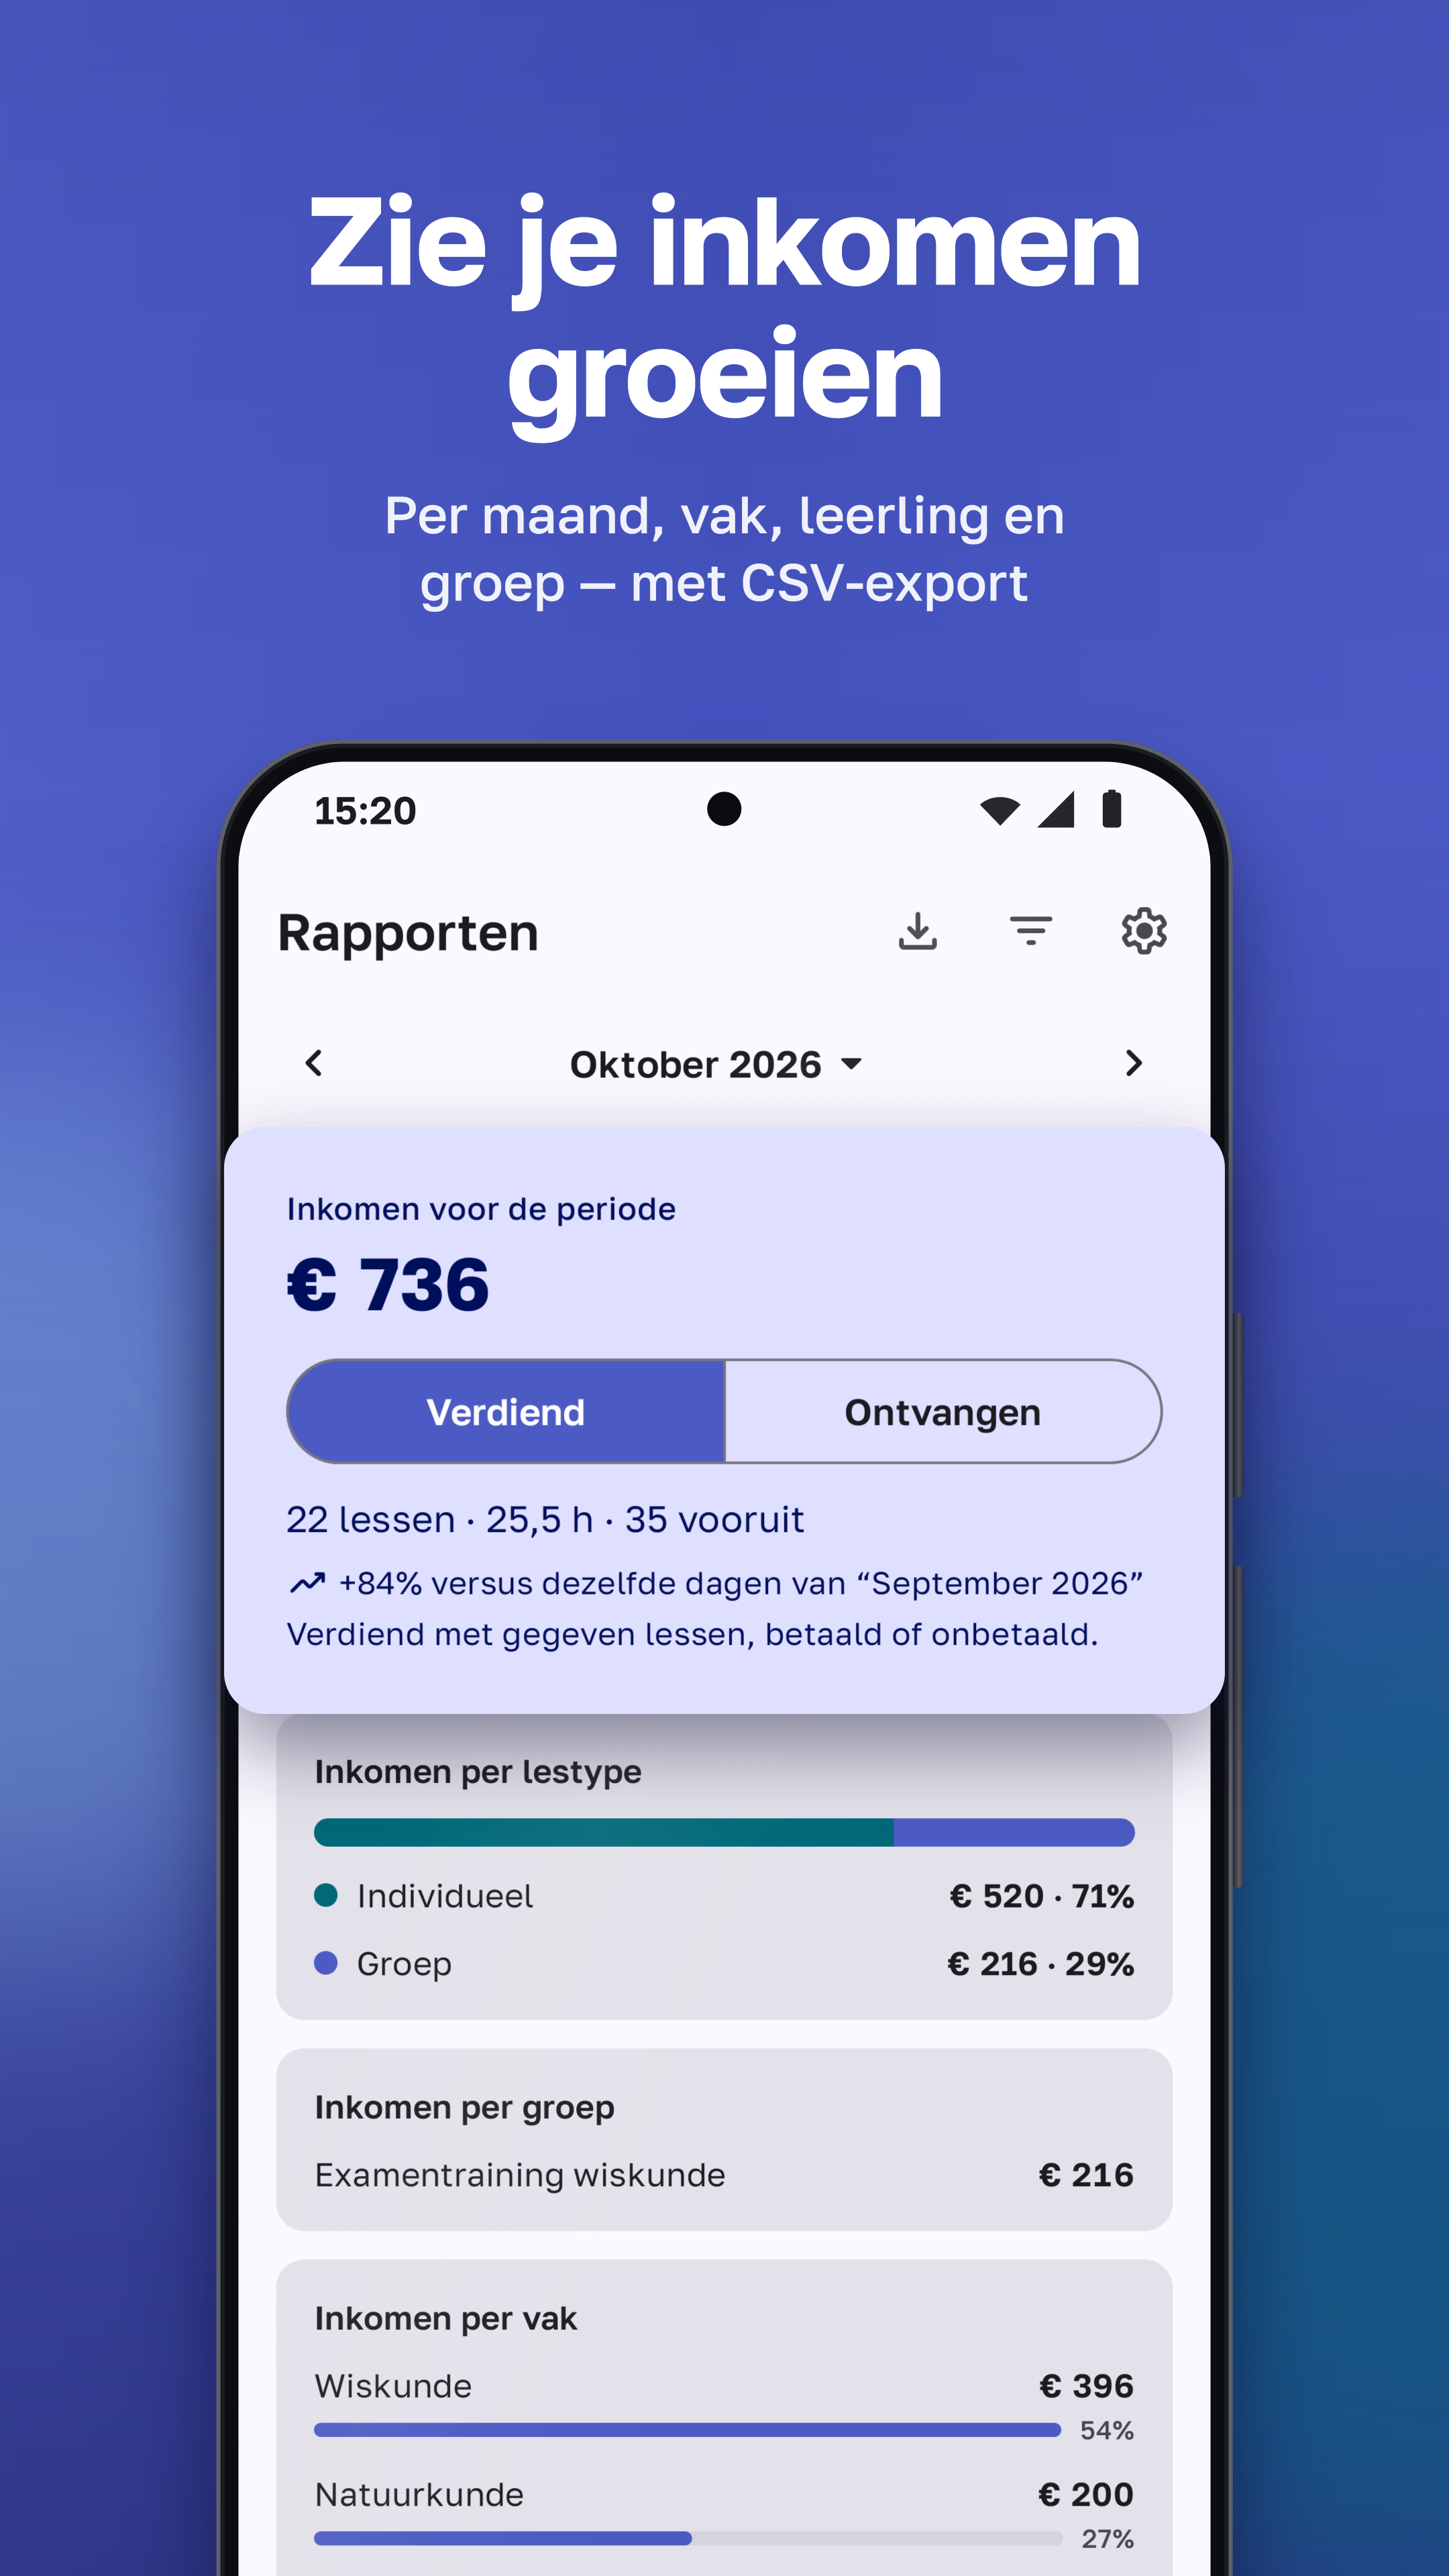 Zie je inkomen
groeien
Per maand, vak, leerling en
groep — met CSV-export
15:20
Rapporten
Oktober 2026
Inkomen voor de periode
€ 736
Verdiend
Ontvangen
22 lessen · 25,5 h · 35 vooruit
+84% versus dezelfde dagen van “September 2026”
Verdiend met gegeven lessen, betaald of onbetaald.
Inkomen per lestype
Individueel € 520 · 71%
Groep € 216 · 29%
Inkomen per groep
Examentraining wiskunde € 216
Inkomen per vak
Wiskunde € 396
54%
Natuurkunde € 200
27%